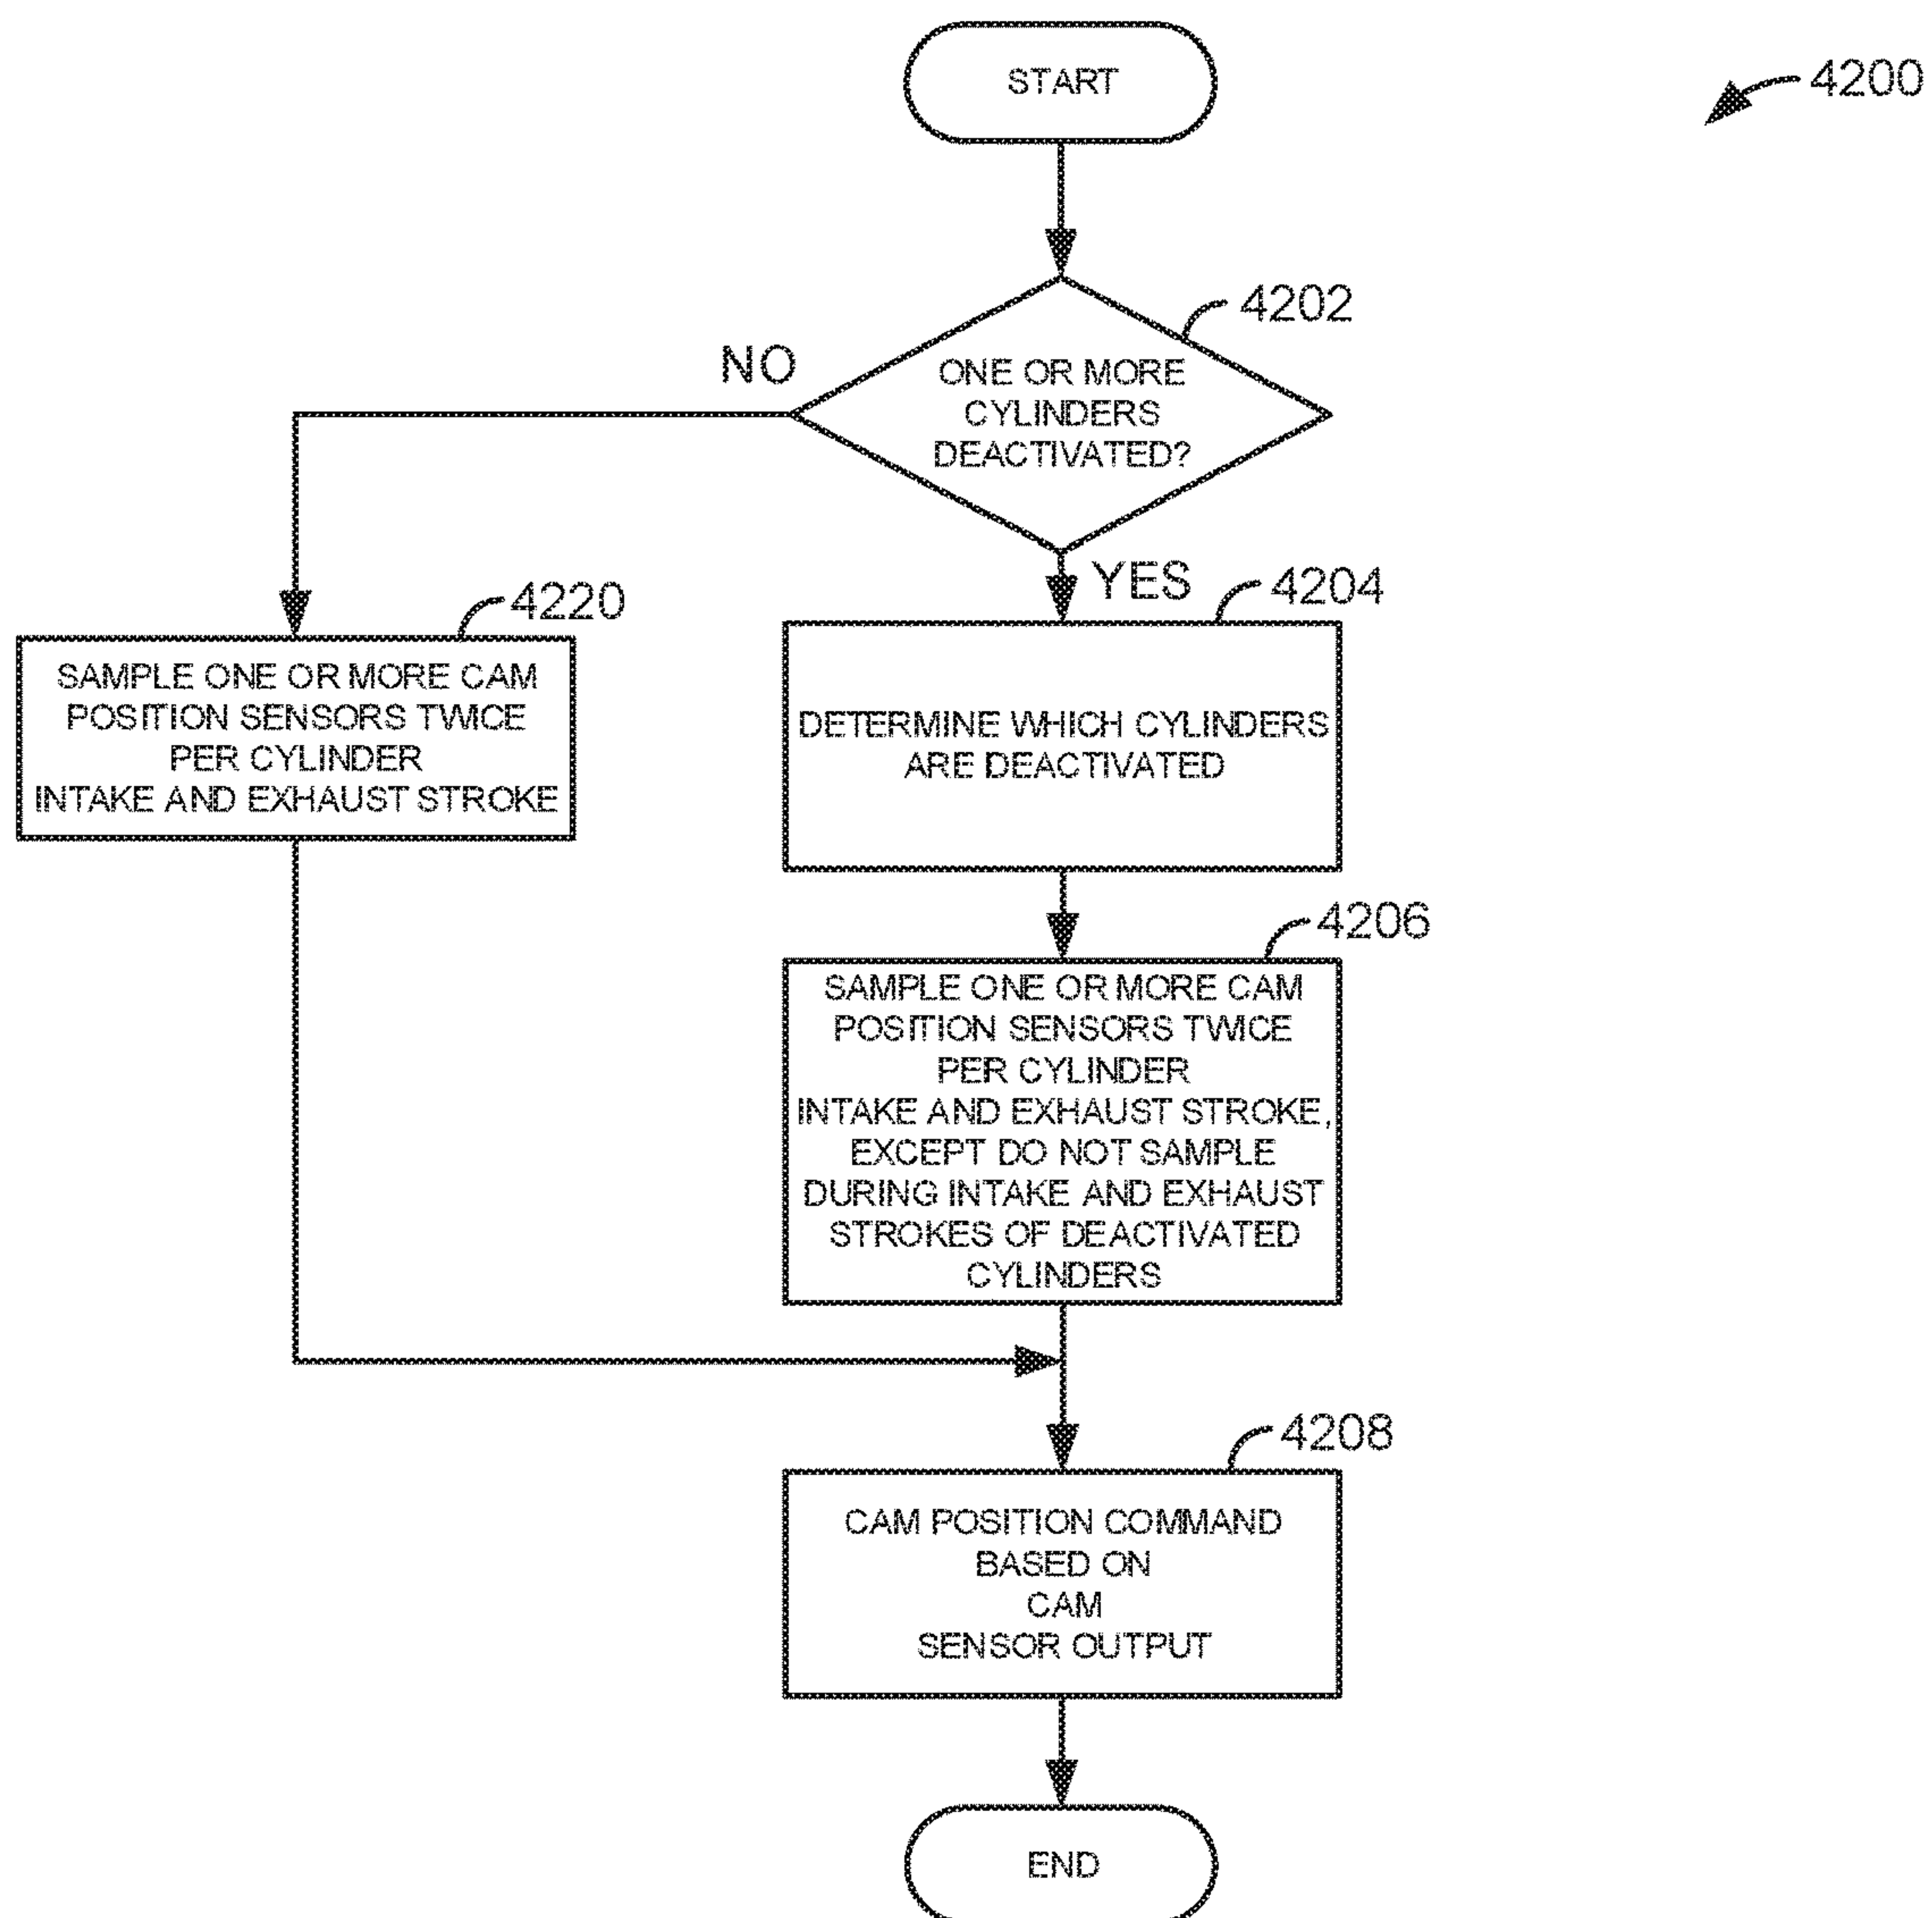 START
4200
4202
NO
ONE OR MORE
CYLINDERS
DEACTIVATED?
YES
4204
4220
SAMPLE ONE OR MORE CAM
POSITION SENSORS TWICE
PER CYLINDER
INTAKE AND EXHAUST STROKE
DETERMINE WHICH CYLINDERS
ARE DEACTIVATED
4206
SAMPLE ONE OR MORE CAM
POSITION SENSORS TWICE
PER CYLINDER
INTAKE AND EXHAUST STROKE,
EXCEPT DO NOT SAMPLE
DURING INTAKE AND EXHAUST
STROKES OF DEACTIVATED
CYLINDERS
4208
CAM POSITION COMMAND
BASED ON
CAM
SENSOR OUTPUT
END